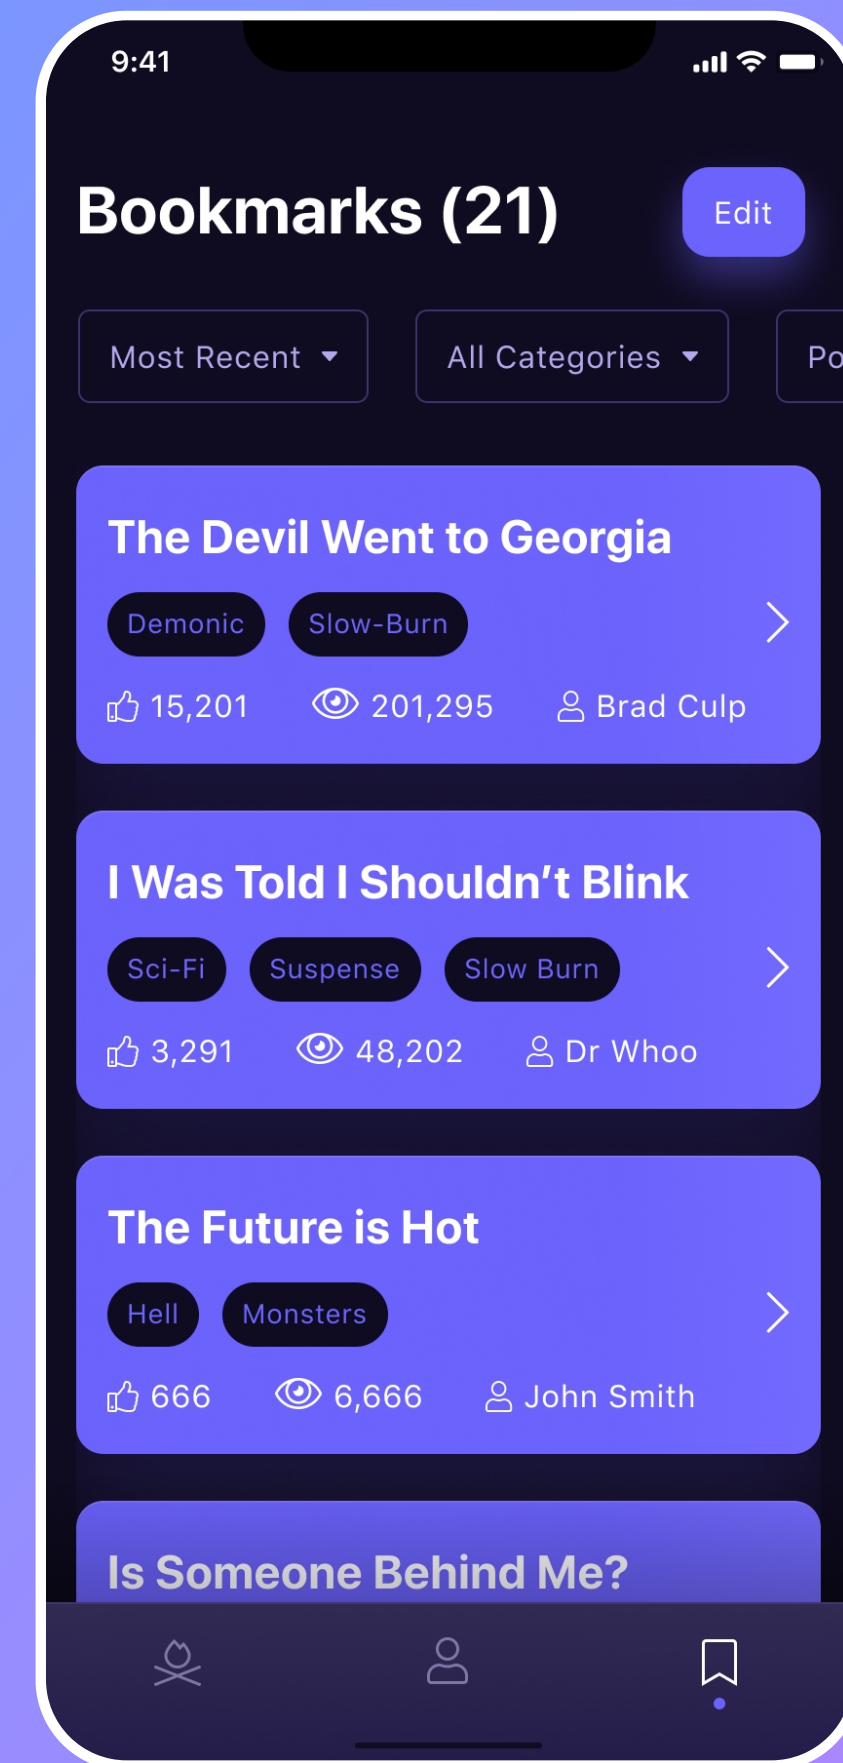 9:41
Bookmarks (21)
Edit
Most Recent
All Categories
Po
The Devil Went to Georgia
Demonic
Slow-Burn
15,201
201,295
Brad Culp
I Was Told I Shouldn’t Blink
Sci-Fi
Suspense
Slow Burn
3,291
48,202
Dr Whoo
The Future is Hot
Hell
Monsters
666
6,666
John Smith
Is Someone Behind Me?